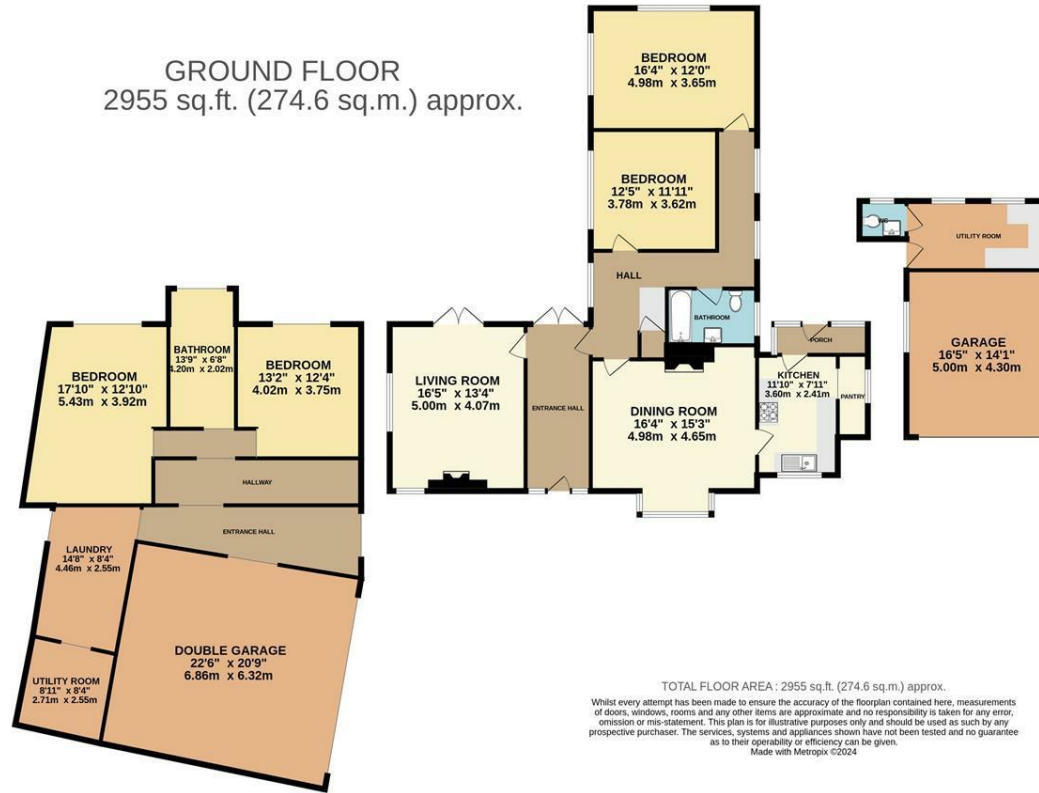 GROUND FLOOR
2955 sq.ft. (274.6 sq.m.) approx.
BEDROOM
16'4" x 12'0"
4.98m x 3.65m
BEDROOM
12'5" x 11'11"
3.78m x 3.62m
HALL
BATHROOM
UTILITY ROOM
GARAGE
16'5" x 14'1"
5.00m x 4.30m
PORCH
KITCHEN
11'10" x 7'11"
3.60m x 2.41m
PANTRY
DINING ROOM
16'4" x 15'3"
4.98m x 4.65m
ENTRANCE HALL
LIVING ROOM
16'5" x 13'4"
5.00m x 4.07m
BATHROOM
13'9" x 6'8"
4.20m x 2.02m
BEDROOM
17'10" x 12'10"
5.43m x 3.92m
BEDROOM
13'2" x 12'4"
4.02m x 3.75m
HALLWAY
ENTRANCE HALL
LAUNDRY
14'8" x 8'4"
4.46m x 2.55m
DOUBLE GARAGE
22'6" x 20'9"
6.86m x 6.32m
UTILITY ROOM
8'11" x 8'4"
2.71m x 2.55m
TOTAL FLOOR AREA : 2955 sq.ft. (274.6 sq.m.) approx.
Whilst every attempt has been made to ensure the accuracy of the floorplan contained here, measurements
of doors, windows, rooms and any other items are approximate and no responsibility is taken for any error,
omission or mis-statement. This plan is for illustrative purposes only and should be used as such by any
prospective purchaser. The services, systems and appliances shown have not been tested and no guarantee
as to their operability or efficiency can be given.
Made with Metropix ©2024